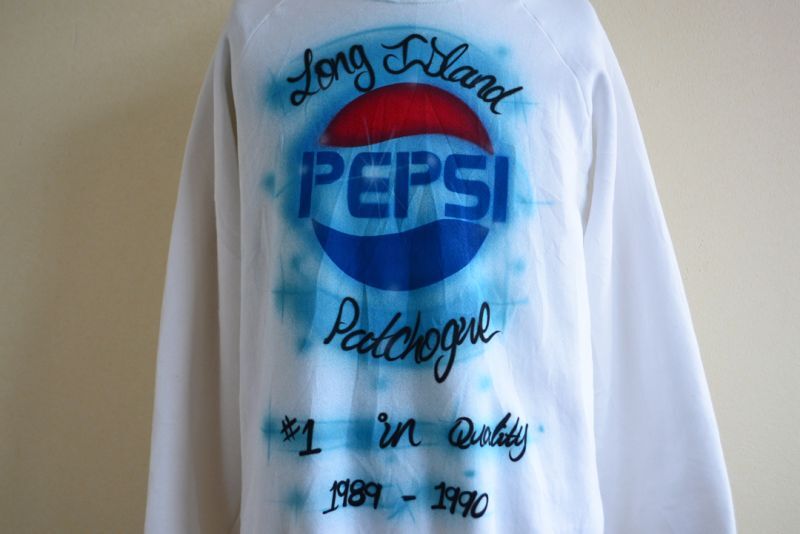 Long Island
PEPSI
Patchogue
#1 in Quality
1989 - 1990